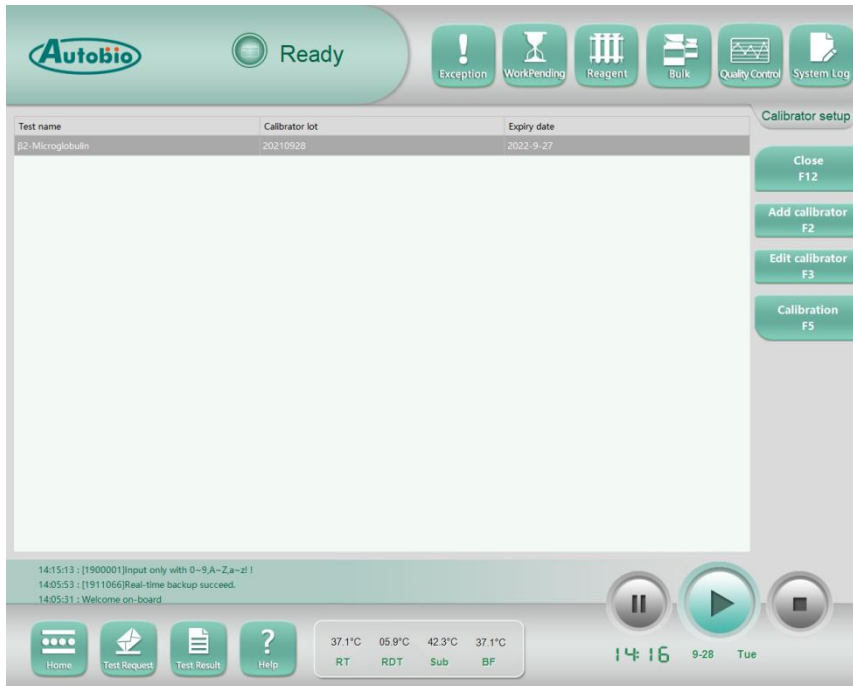 Autobio
Ready
Exception
WorkPending
Reagent
Bulk
Quality Control
System Log
Calibrator setup
Test name Calibrator lot Expiry date
β2-Microglobulin 20210928 2022-9-27
Close
F12
Add calibrator
F2
Edit calibrator
F3
Calibration
F5
14:15:13 : [1900001]Input only with 0~9,A~Z,a~z! !
14:05:53 : [1911066]Real-time backup succeed.
14:05:31 : Welcome on-board
Home
Test Request
Test Result
?
Help
37.1°C 05.9°C 42.3°C 37.1°C
RT RDT Sub BF
14:16 9-28 Tue